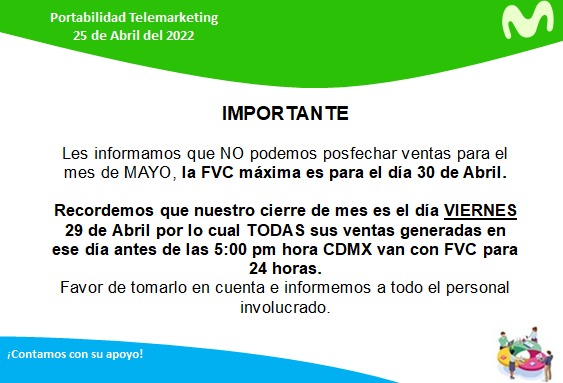 Portabilidad Telemarketing
25 de Abril del 2022
IMPORTANTE
Les informamos que NO podemos posfechar ventas para el
mes de MAYO, la FVC máxima es para el día 30 de Abril.
Recordemos que nuestro cierre de mes es el día VIERNES
29 de Abril por lo cual TODAS sus ventas generadas en
ese día antes de las 5:00 pm hora CDMX van con FVC para
24 horas.
Favor de tomarlo en cuenta e informemos a todo el personal
involucrado.
¡Contamos con su apoyo!